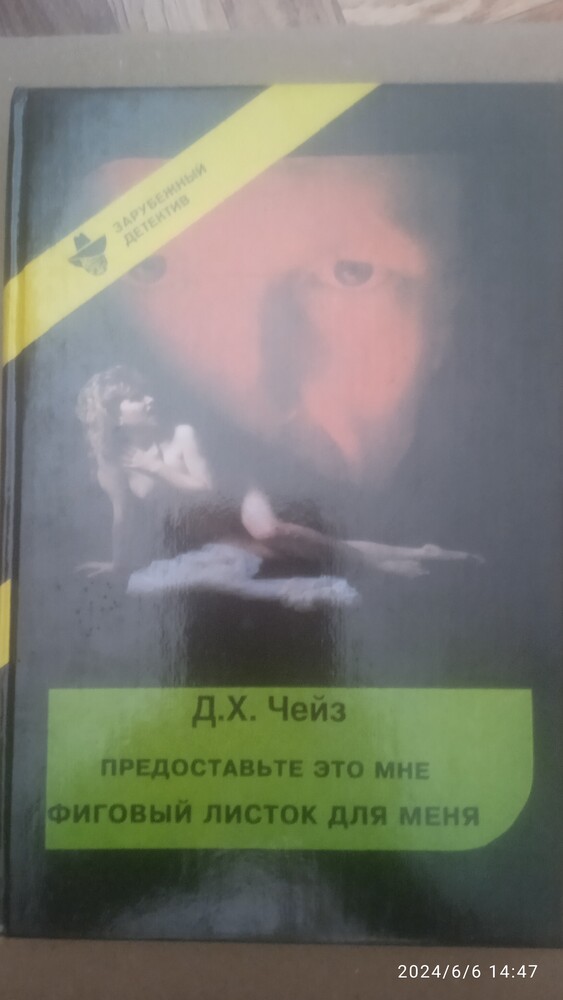 ЗАРУБЕЖНЫЙ
ДЕТЕКТИВ
Д.Х. Чейз
ПРЕДОСТАВЬТЕ ЭТО МНЕ
ФИГОВЫЙ ЛИСТОК ДЛЯ МЕНЯ
2024/6/6 14:47